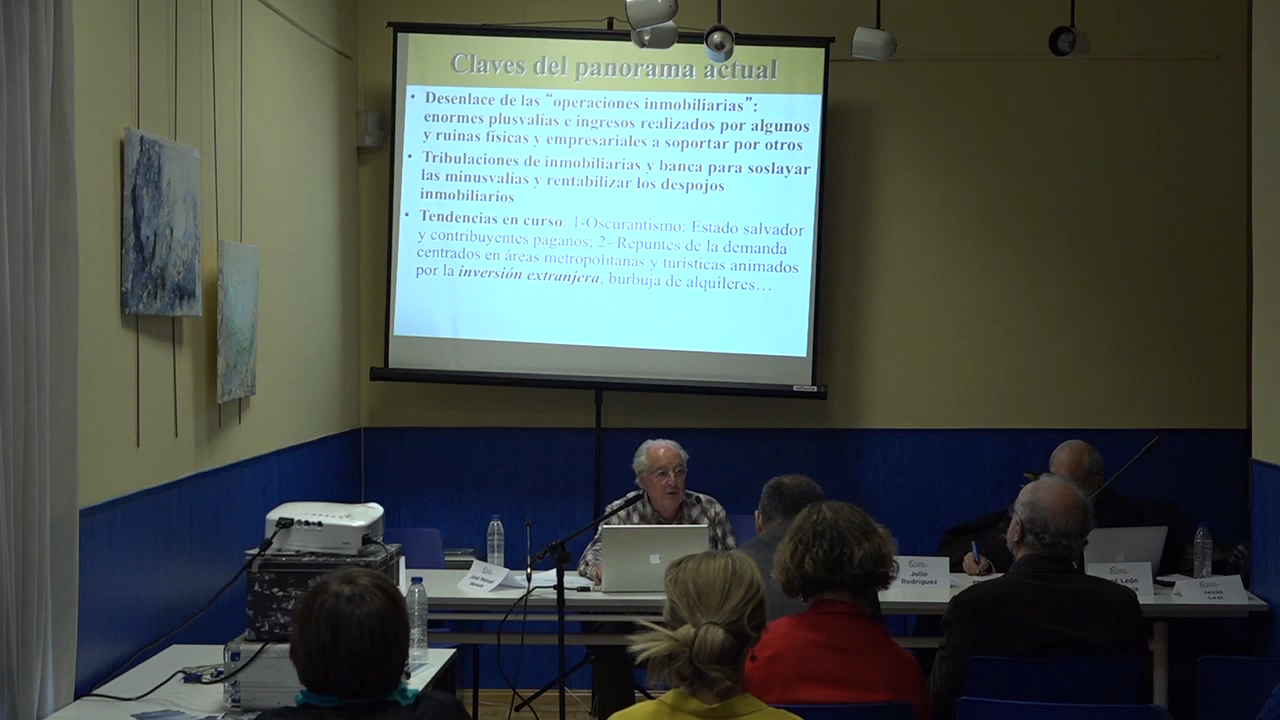 Claves del panorama actual
• Desenlace de las “operaciones inmobiliarias”:
enormes plusvalías e ingresos realizados por algunos
y ruinas físicas y empresariales a soportar por otros
• Tribulaciones de inmobiliarias y banca para soslayar
las minusvalías y rentabilizar los despojos
inmobiliarios
• Tendencias en curso: 1-Oscurantismo: Estado salvador
y contribuyentes paganos; 2- Repuntes de la demanda
centrados en áreas metropolitanas y turísticas animados
por la inversión extranjera; burbuja de alquileres…
José Manuel
Julio
Rodríguez
León
Jesús
Leal